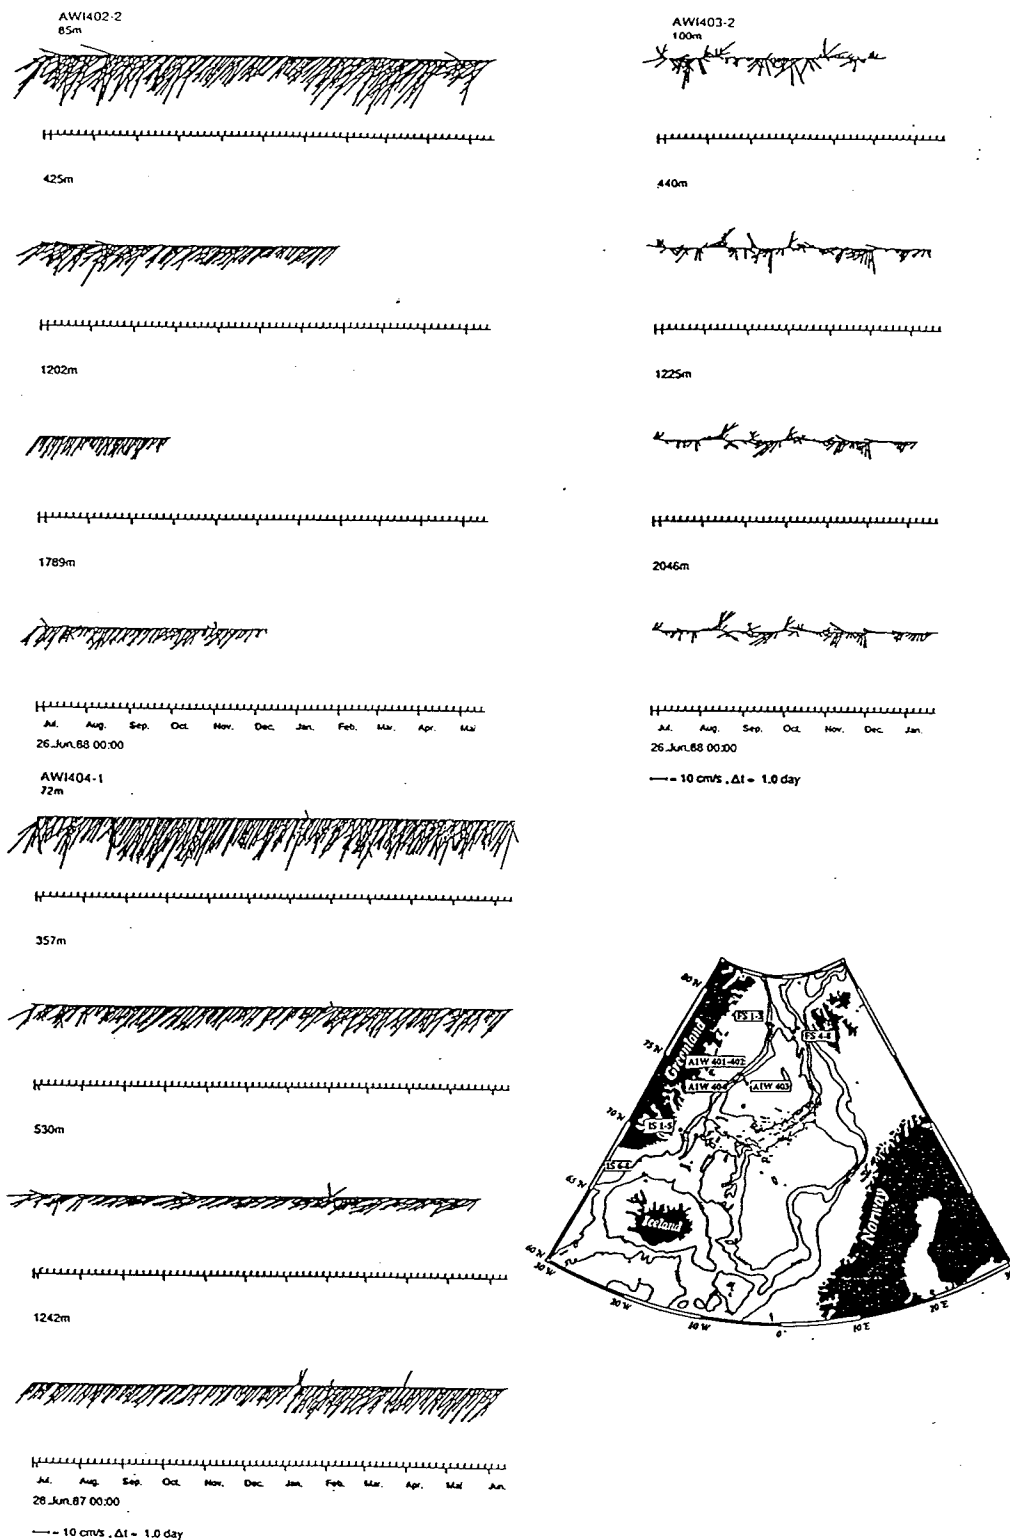 AWI402-2
85m
425m
1202m
1789m
Jul. Aug. Sep. Oct. Nov. Dec. Jan. Feb. Mar. Apr. Mai
26.Jun.88 00:00
AWI403-2
100m
440m
1225m
2046m
Jul. Aug. Sep. Oct. Nov. Dec. Jan.
26.Jun.88 00:00
— = 10 cm/s , Δt = 1.0 day
AWI404-1
72m
357m
530m
1242m
Jul. Aug. Sep. Oct. Nov. Dec. Jan. Feb. Mar. Apr. Mai Jun.
28.Jun.87 00:00
— = 10 cm/s , Δt = 1.0 day
80°N
FS 1-3
75°N
FS 4-8
Greenland
AIW 401-402
AIW 404
AIW 403
70°N
IS 1-5
65°N
Iceland
Norway
60°N
30°W
20°W
10°W
0°
10°E
20°E